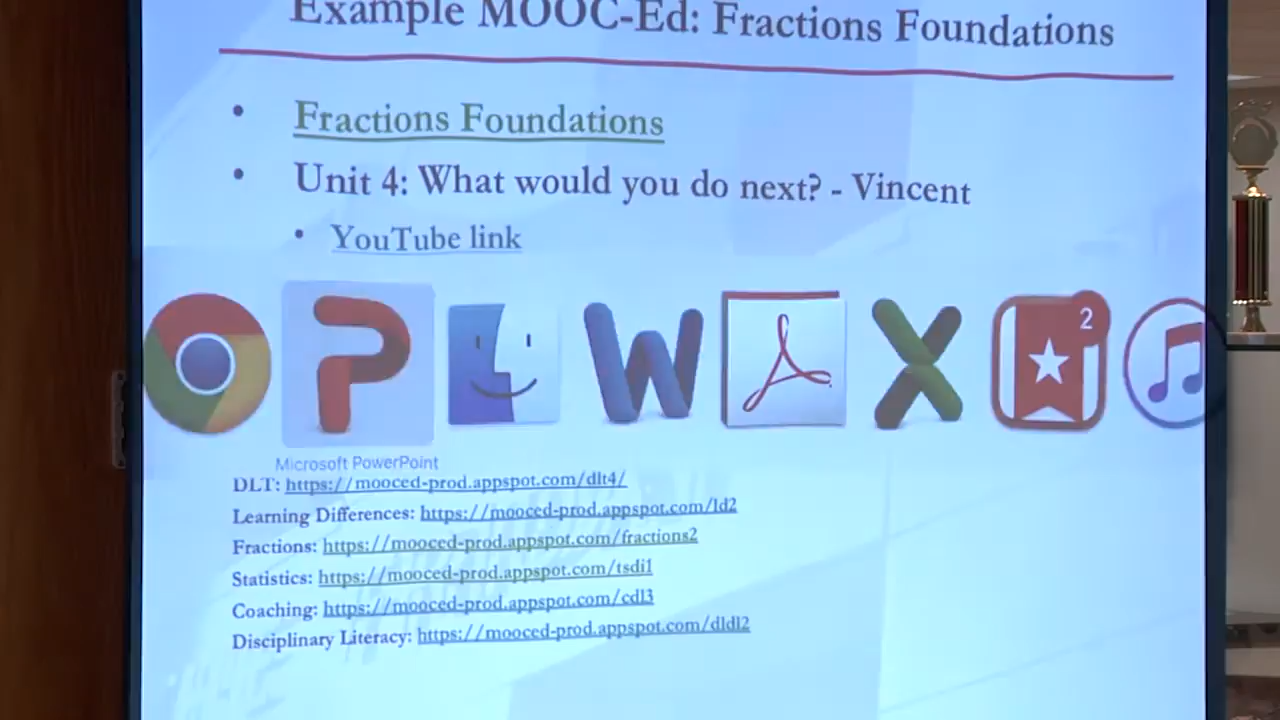 Example MOOC-Ed: Fractions Foundations
• Fractions Foundations
• Unit 4: What would you do next? - Vincent
• YouTube link
2
Microsoft PowerPoint
DLT: https://mooced-prod.appspot.com/dlt4/
Learning Differences: https://mooced-prod.appspot.com/ld2
Fractions: https://mooced-prod.appspot.com/fractions2
Statistics: https://mooced-prod.appspot.com/tsdi1
Coaching: https://mooced-prod.appspot.com/cdl3
Disciplinary Literacy: https://mooced-prod.appspot.com/dldl2